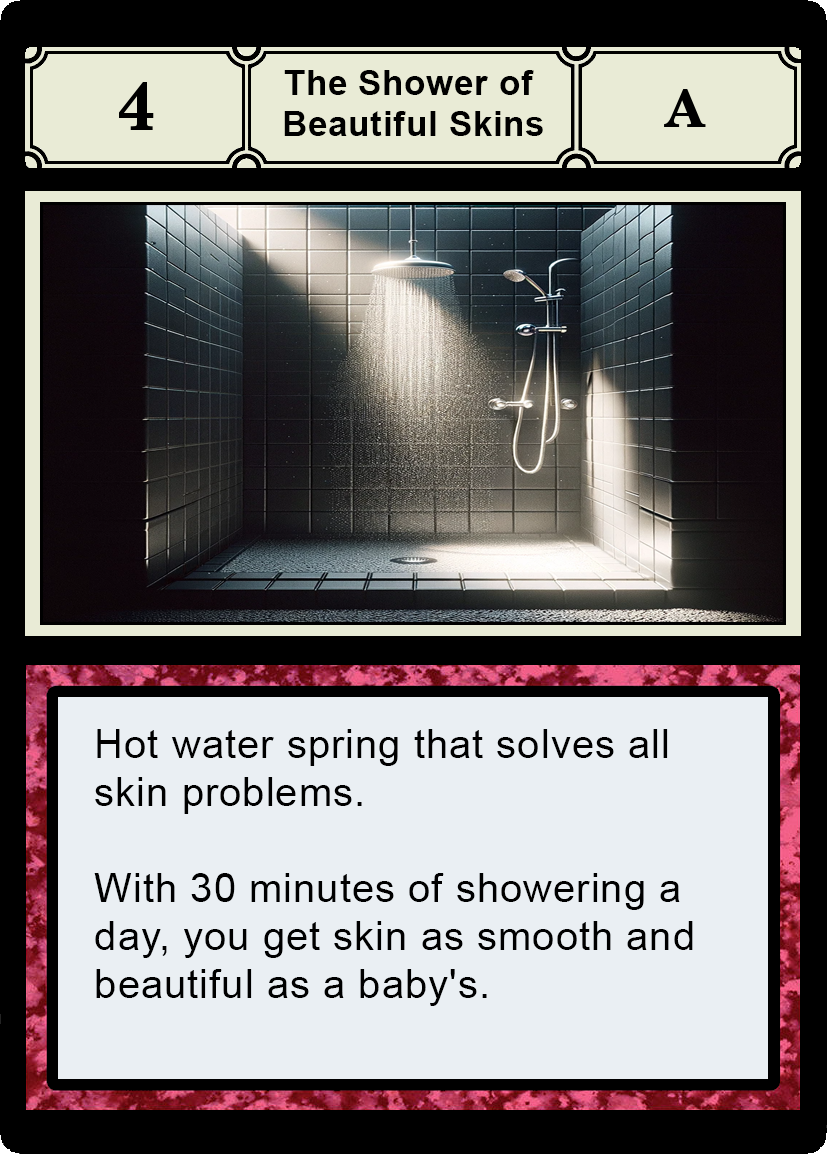 4
The Shower of
Beautiful Skins
A
Hot water spring that solves all
skin problems.
With 30 minutes of showering a
day, you get skin as smooth and
beautiful as a baby's.